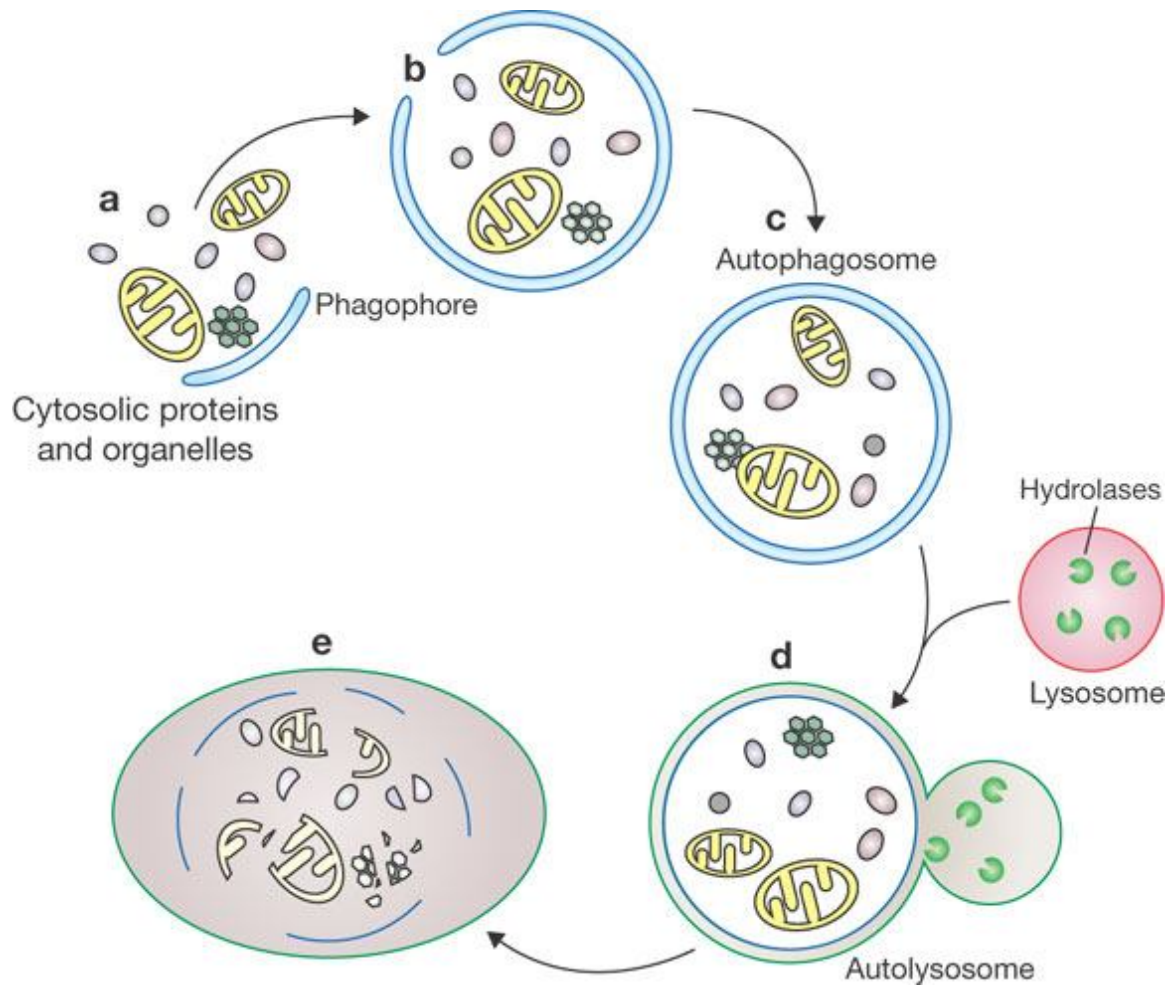 a
Phagophore
Cytosolic proteins
and organelles
b
c
Autophagosome
Hydrolases
Lysosome
d
Autolysosome
e